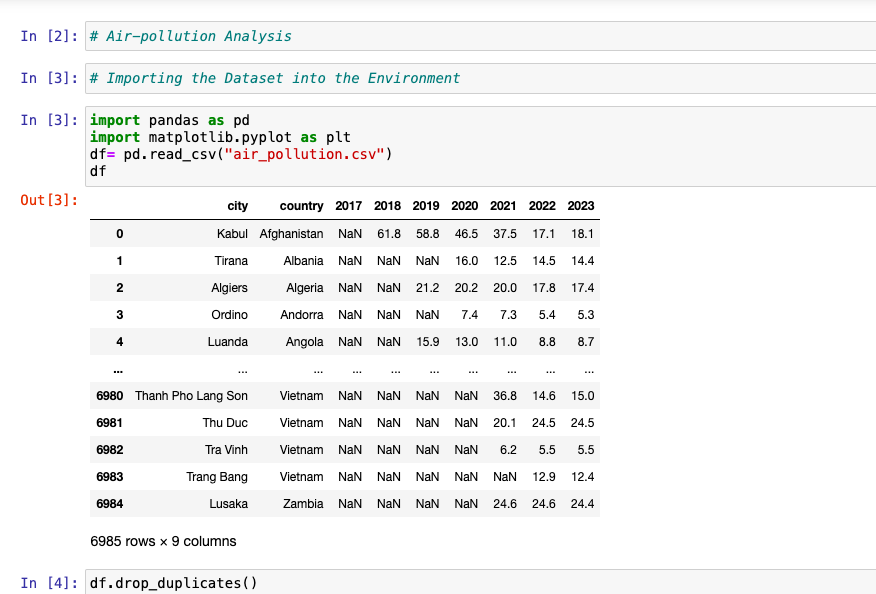 In [2]: # Air-pollution Analysis
In [3]: # Importing the Dataset into the Environment
In [3]: import pandas as pd
import matplotlib.pyplot as plt
df= pd.read_csv("air_pollution.csv")
df
Out[3]:
city country 2017 2018 2019 2020 2021 2022 2023
0 Kabul Afghanistan NaN 61.8 58.8 46.5 37.5 17.1 18.1
1 Tirana Albania NaN NaN NaN 16.0 12.5 14.5 14.4
2 Algiers Algeria NaN NaN 21.2 20.2 20.0 17.8 17.4
3 Ordino Andorra NaN NaN NaN 7.4 7.3 5.4 5.3
4 Luanda Angola NaN NaN 15.9 13.0 11.0 8.8 8.7
... ... ... ... ... ... ... ... ... ...
6980 Thanh Pho Lang Son Vietnam NaN NaN NaN NaN 36.8 14.6 15.0
6981 Thu Duc Vietnam NaN NaN NaN NaN 20.1 24.5 24.5
6982 Tra Vinh Vietnam NaN NaN NaN NaN 6.2 5.5 5.5
6983 Trang Bang Vietnam NaN NaN NaN NaN NaN 12.9 12.4
6984 Lusaka Zambia NaN NaN NaN NaN 24.6 24.6 24.4
6985 rows × 9 columns
In [4]: df.drop_duplicates()